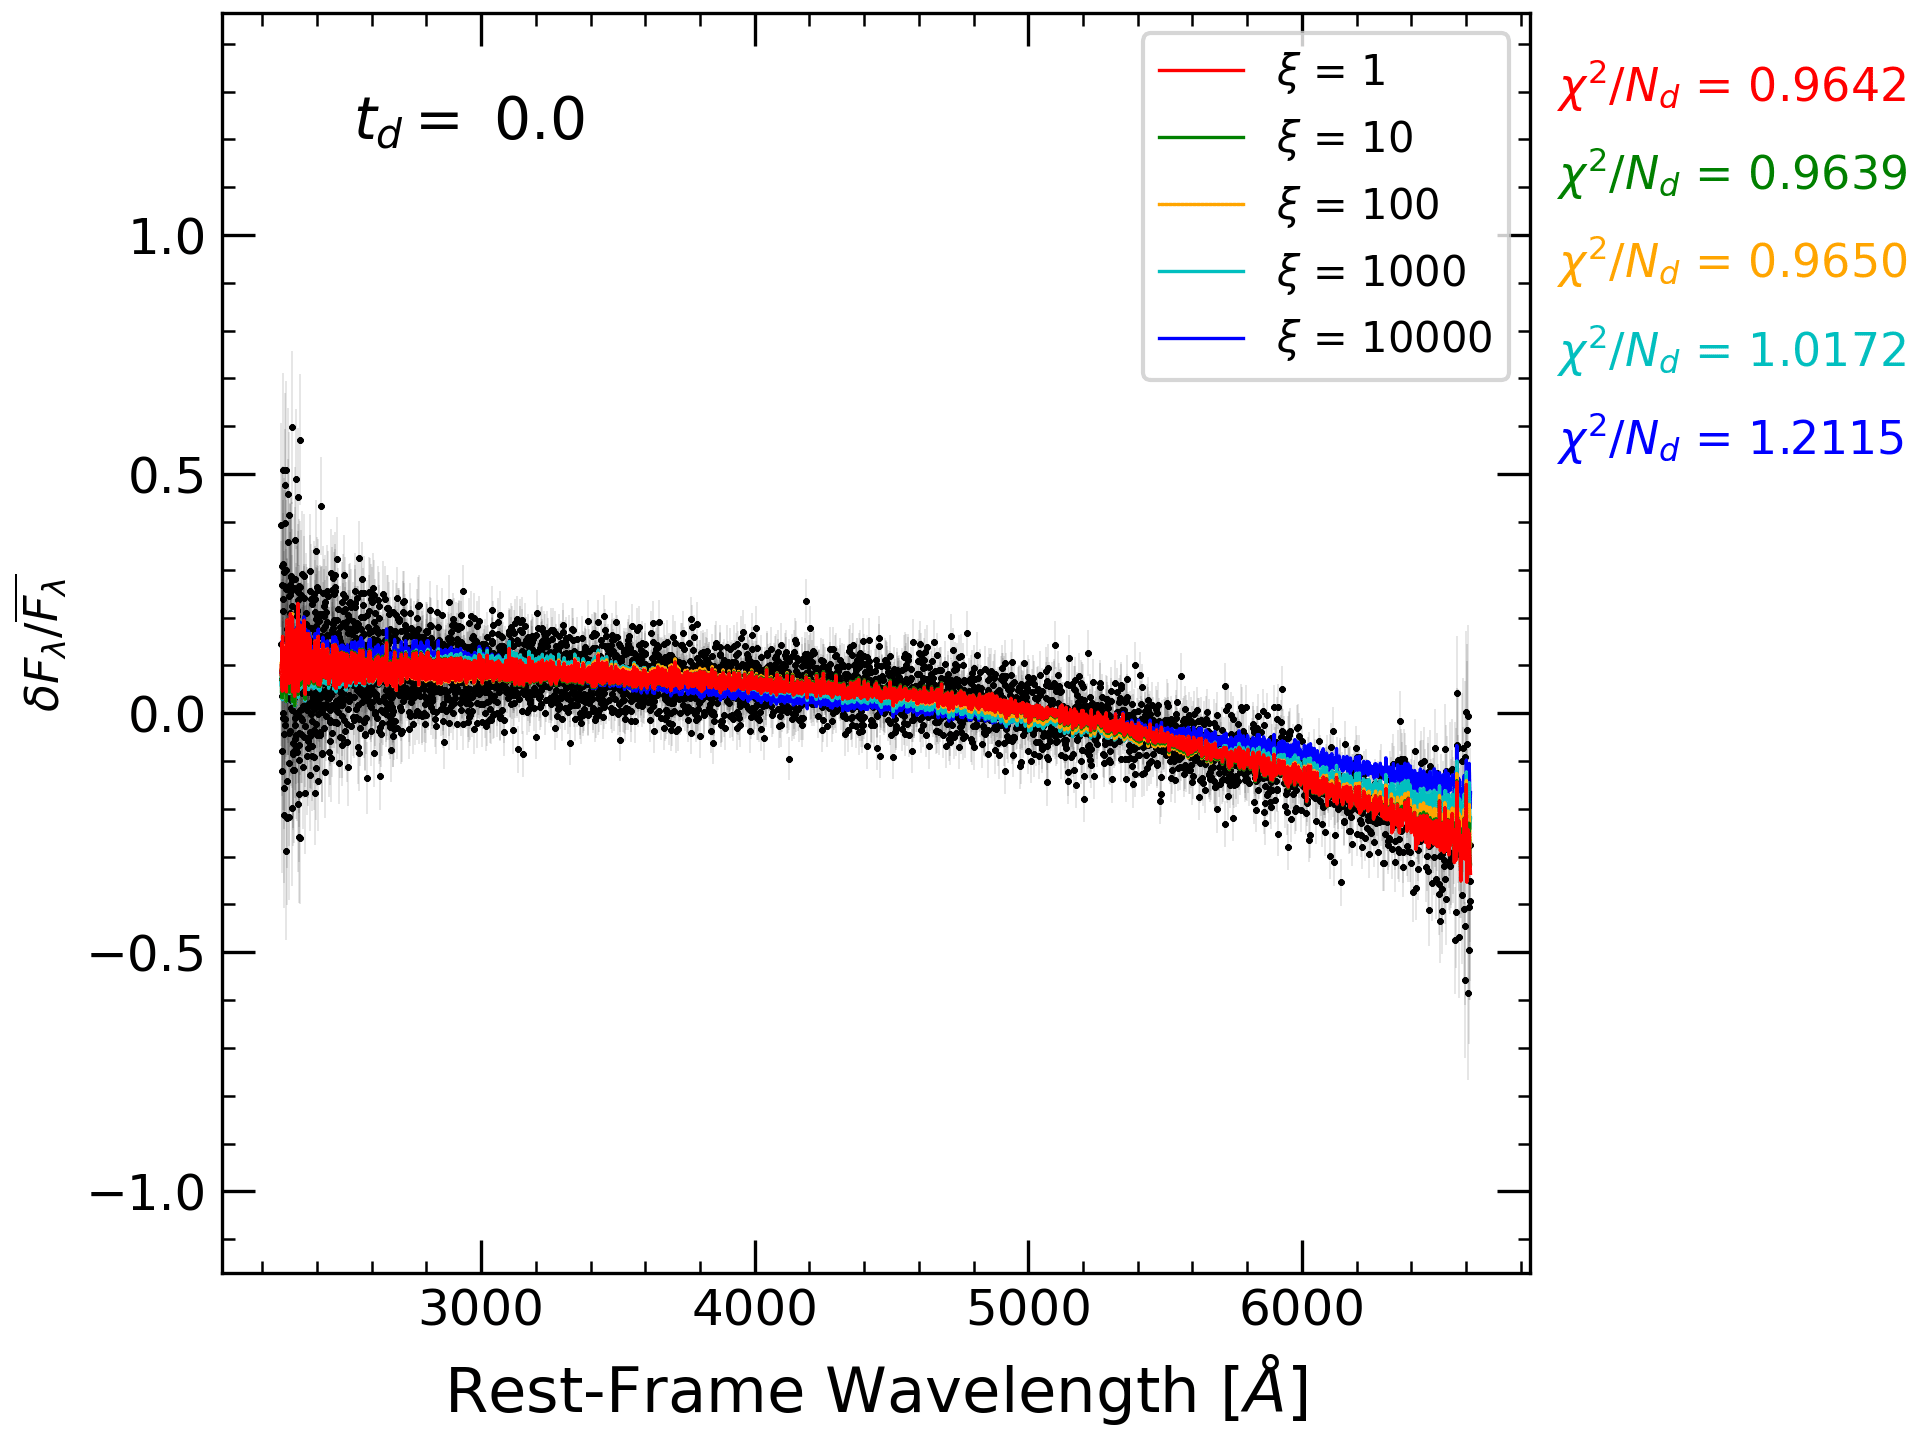 t_d = 0.0
ξ = 1
ξ = 10
ξ = 100
ξ = 1000
ξ = 10000
χ²/N_d = 0.9642
χ²/N_d = 0.9639
χ²/N_d = 0.9650
χ²/N_d = 1.0172
χ²/N_d = 1.2115
1.0
0.5
0.0
−0.5
−1.0
δF_λ/F̅_λ
3000 4000 5000 6000
Rest-Frame Wavelength [Å]